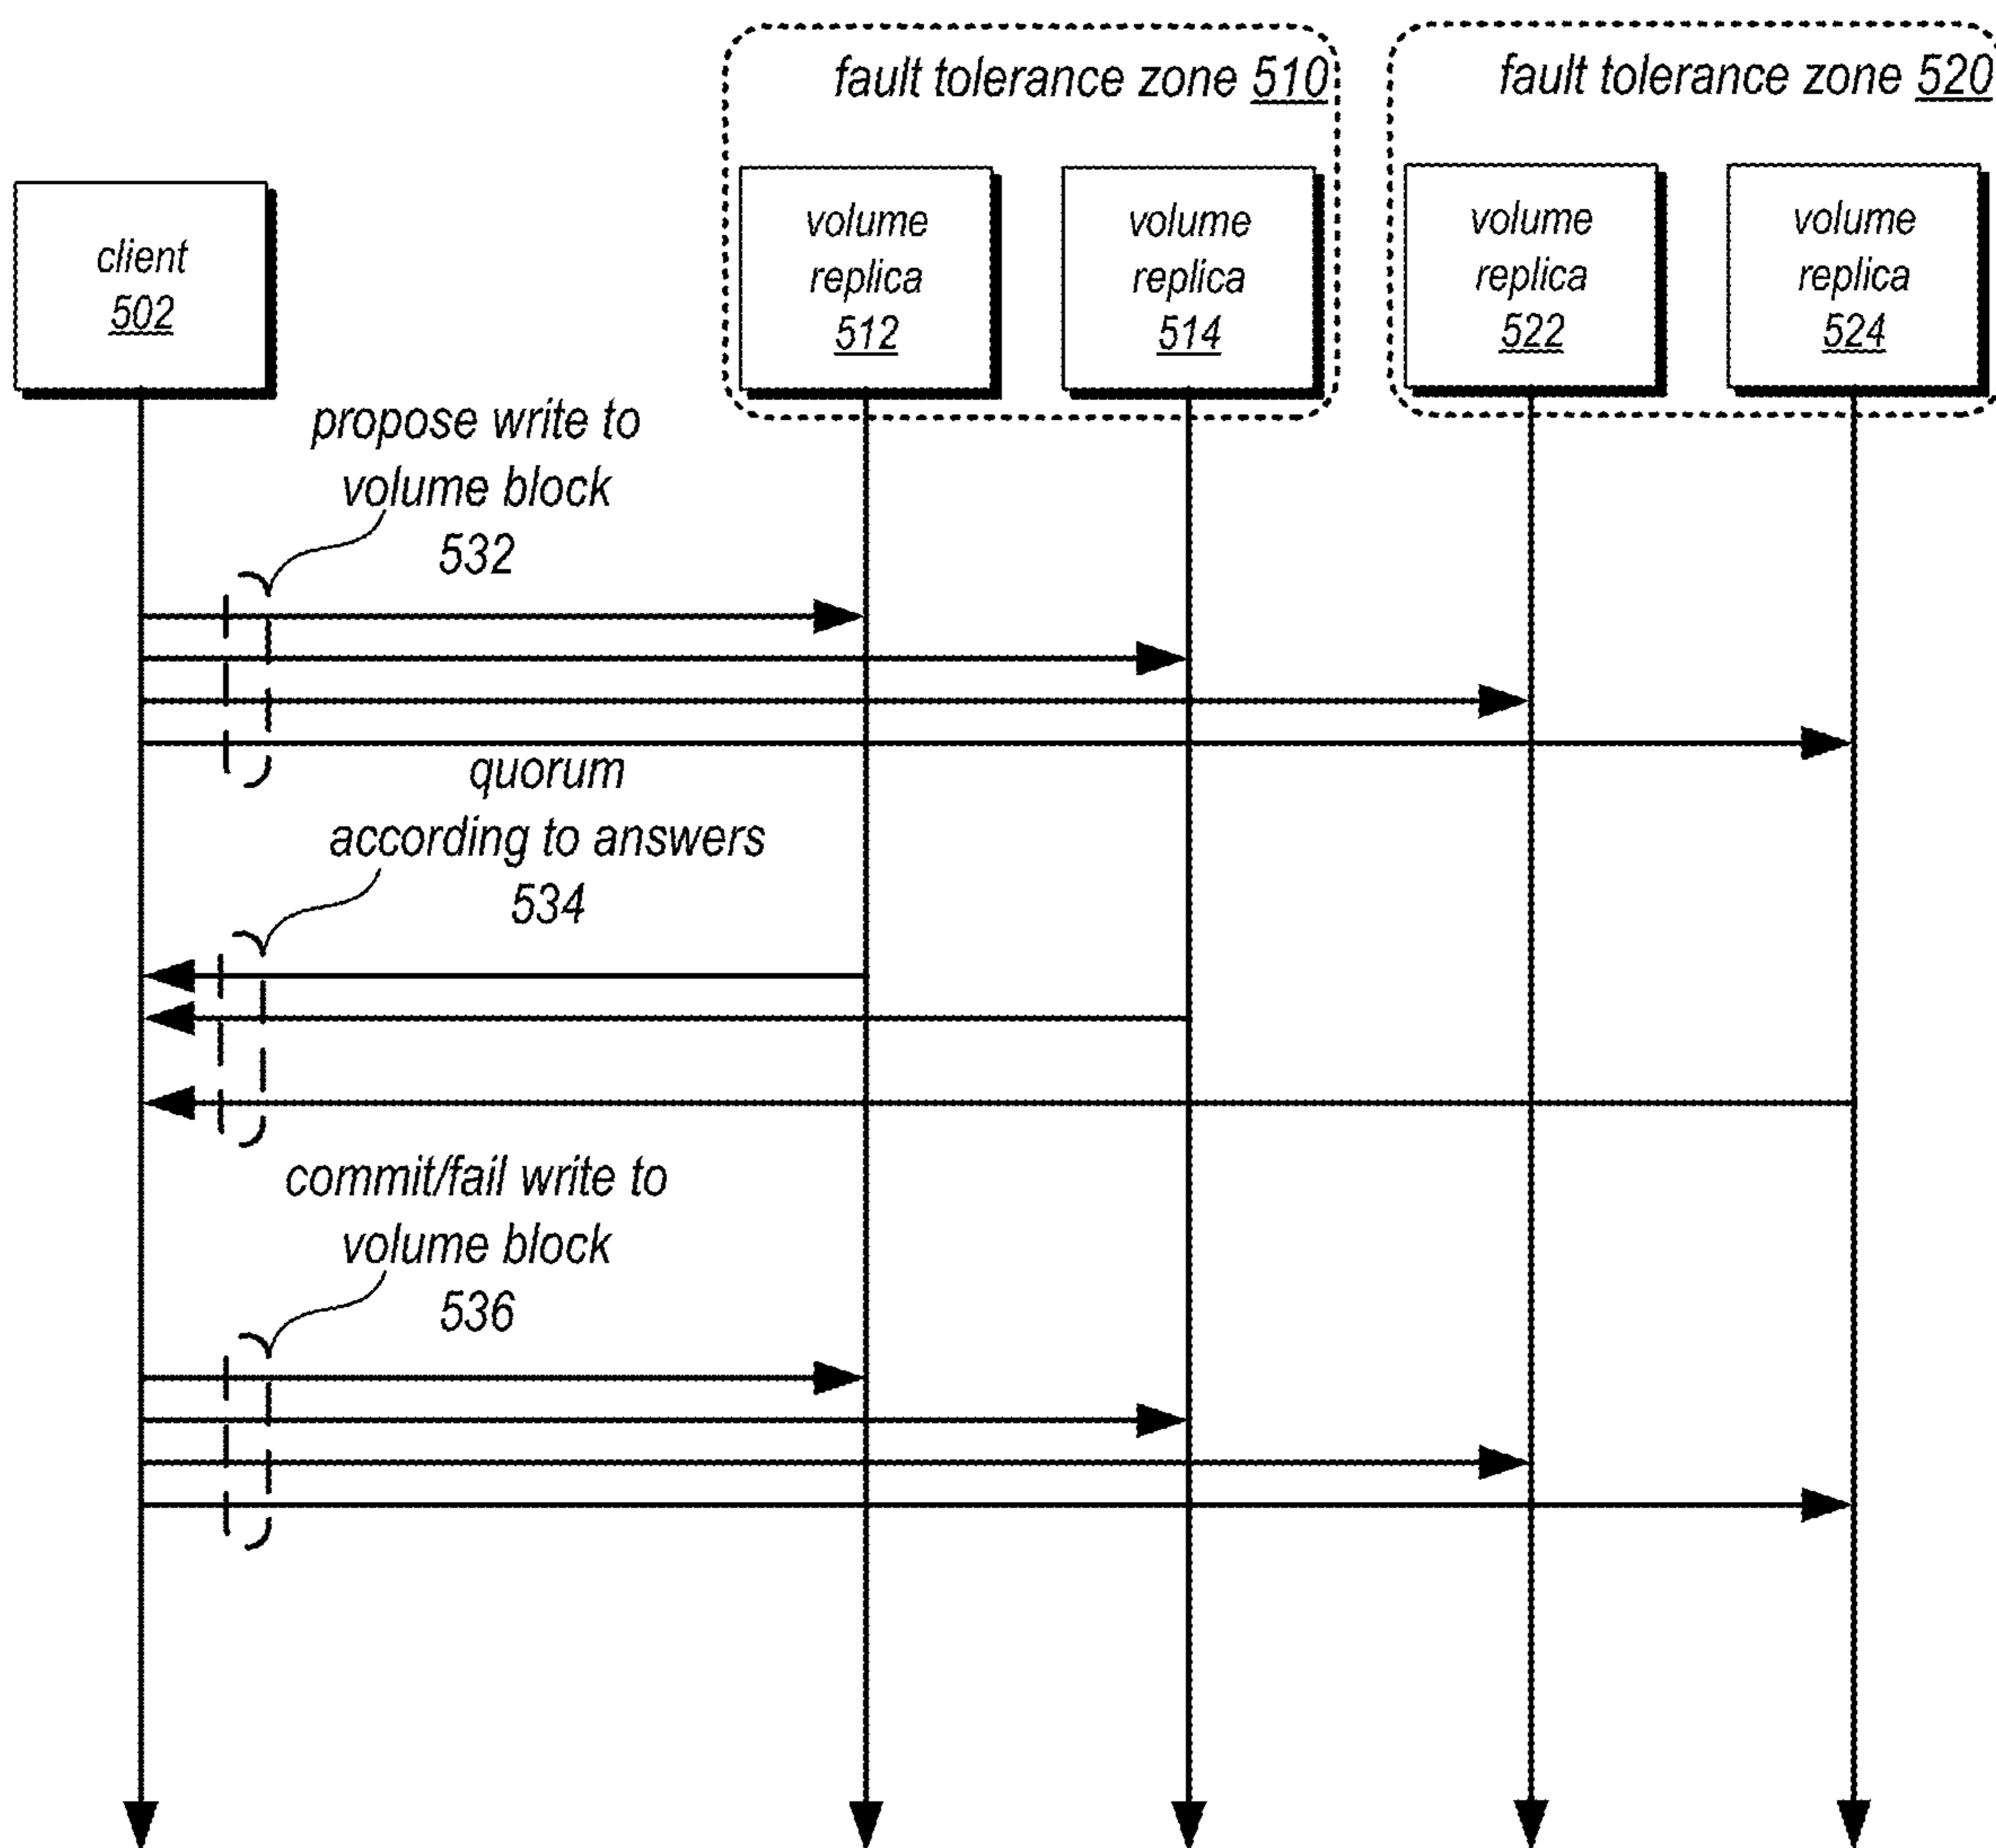 fault tolerance zone 510
fault tolerance zone 520
client
502
volume
replica
512
volume
replica
514
volume
replica
522
volume
replica
524
propose write to
volume block
532
quorum
according to answers
534
commit/fail write to
volume block
536